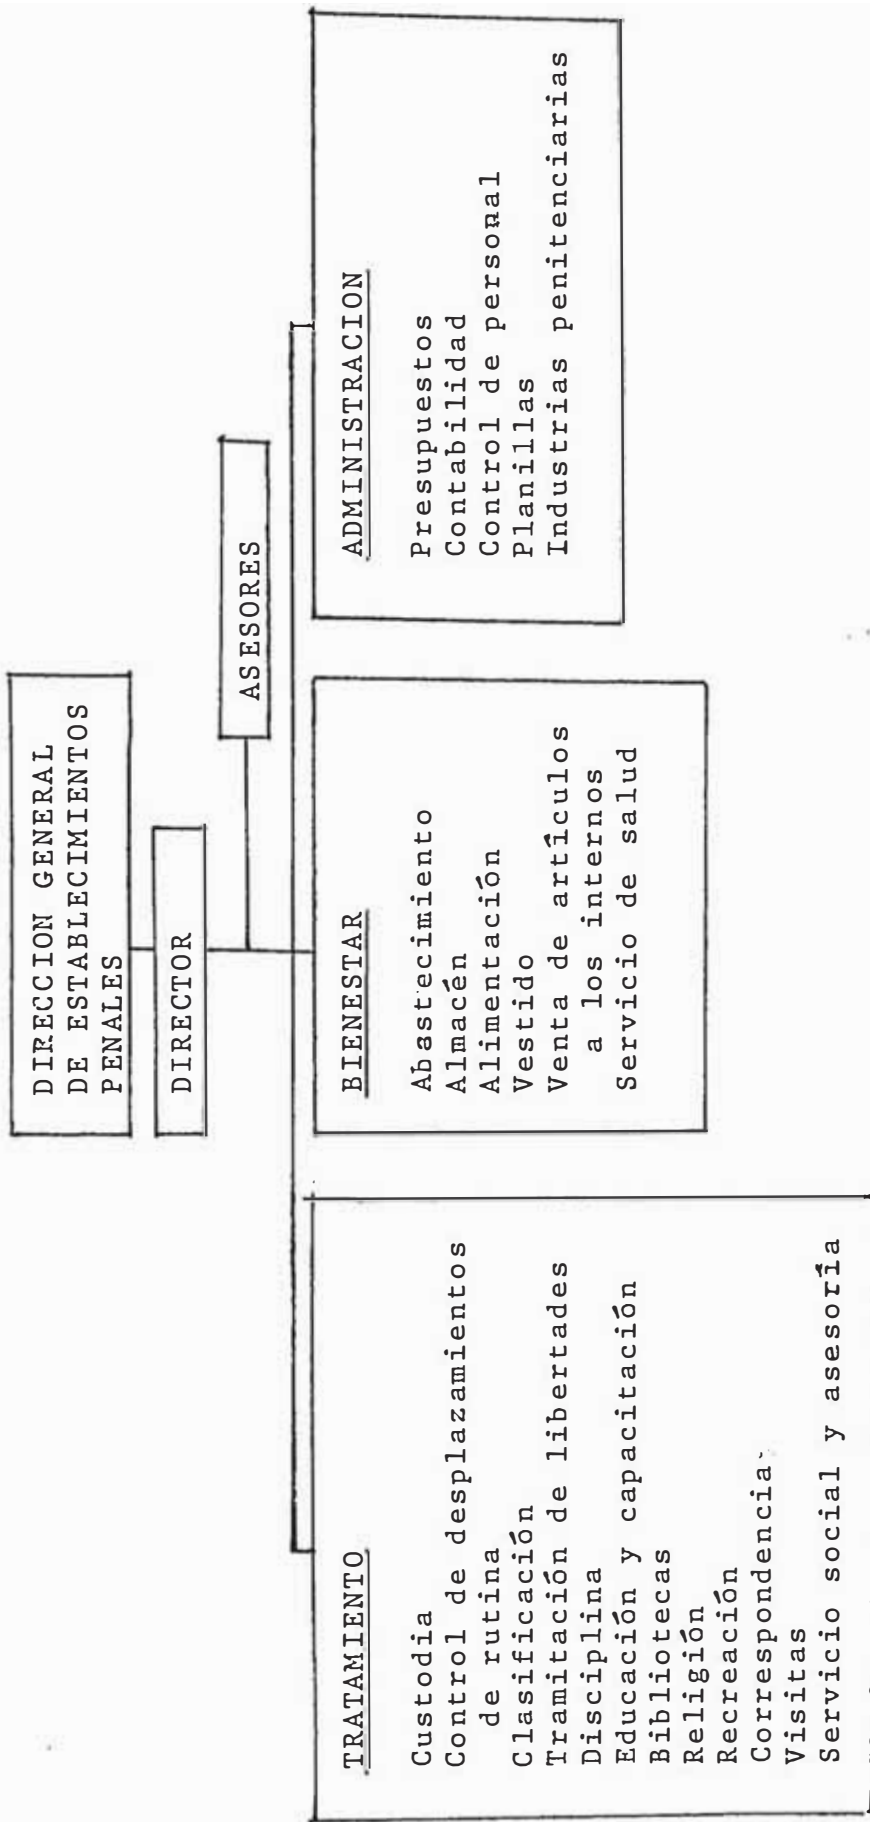 DIRECCION GENERAL
DE ESTABLECIMIENTOS
PENALES
DIRECTOR
ASESORES
TRATAMIENTO
Custodia
Control de desplazamientos
de rutina
Clasificación
Tramitación de libertades
Disciplina
Educación y capacitación
Bibliotecas
Religión
Recreación
Correspondencia
Visitas
Servicio social y asesoría
BIENESTAR
Abastecimiento
Almacén
Alimentación
Vestido
Venta de artículos
a los internos
Servicio de salud
ADMINISTRACION
Presupuestos
Contabilidad
Control de personal
Planillas
Industrias penitenciarias